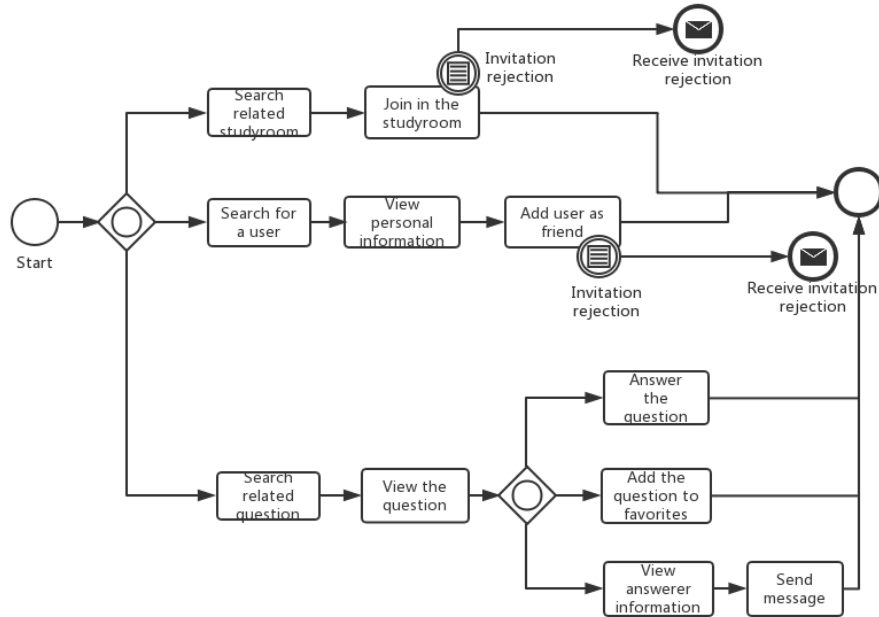 Invitation
rejection
Receive invitation
rejection
Search
related
studyroom
Join in the
studyroom
Start
Search for
a user
View
personal
information
Add user as
friend
Invitation
rejection
Receive invitation
rejection
Answer
the
question
Search
related
question
View the
question
Add the
question to
favorites
View
answerer
information
Send
message